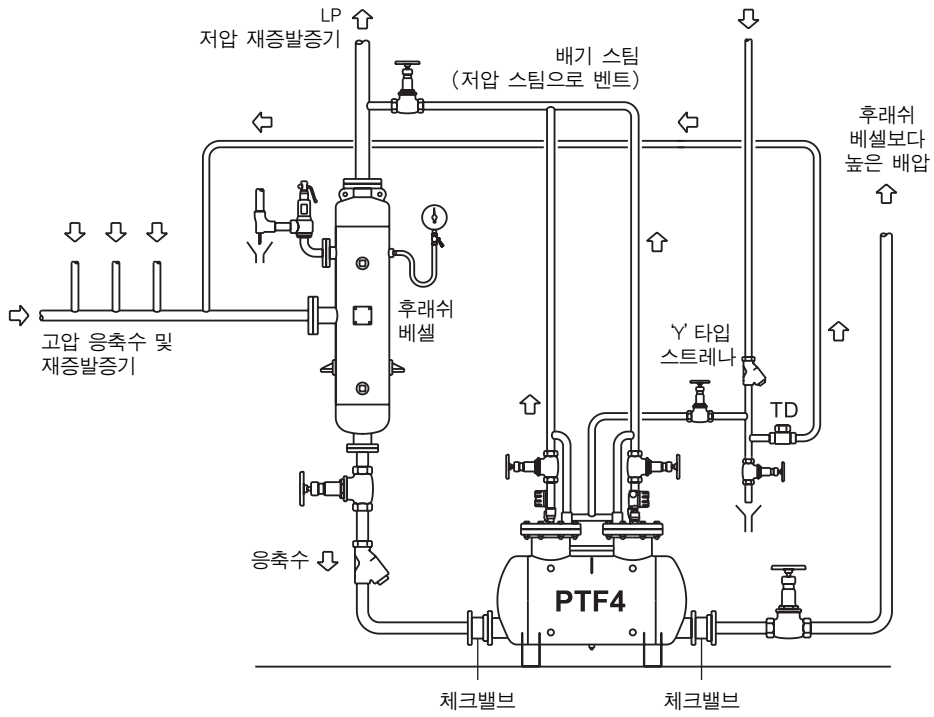 LP
저압 재증발증기
배기 스팀
(저압 스팀으로 벤트)
후래쉬
베셀보다
높은 배압
후래쉬
베셀
고압 응축수 및
재증발증기
'Y' 타입
스트레나
TD
응축수
PTF4
체크밸브
체크밸브